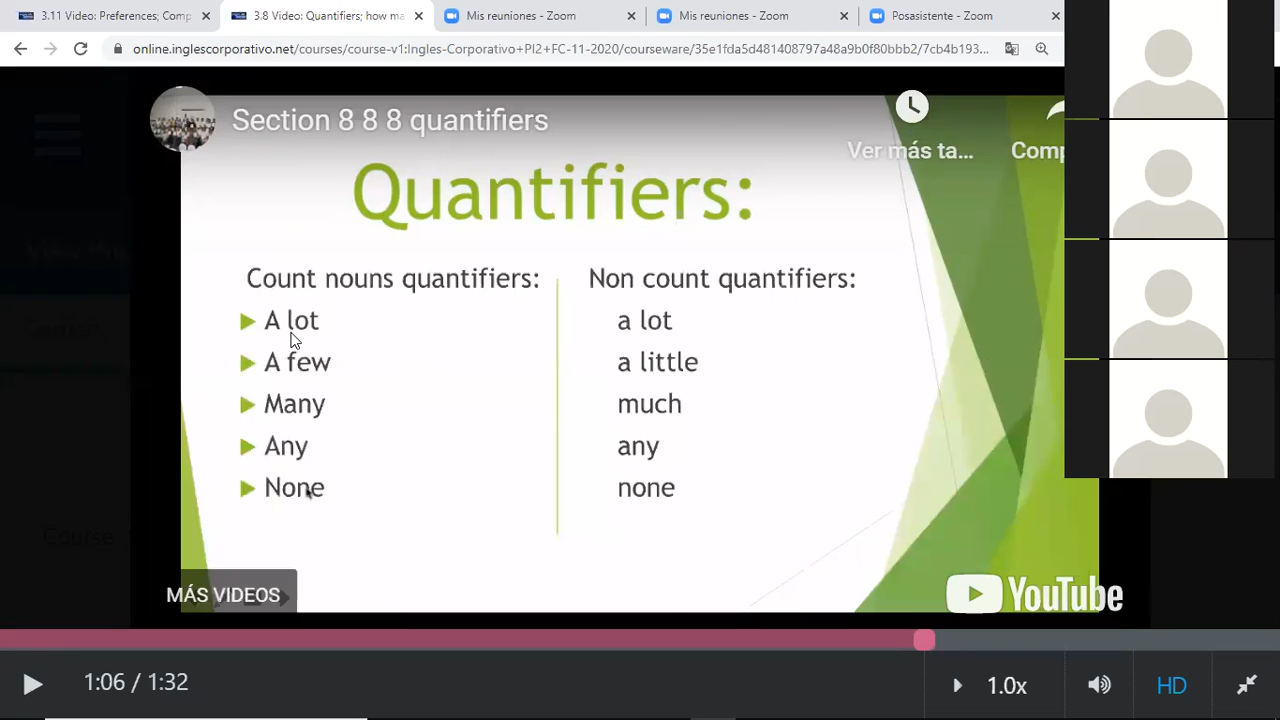 3.11 Video: Preferences; Comp
3.8 Video: Quantifiers; how ma
Mis reuniones - Zoom
Mis reuniones - Zoom
Posasistente - Zoom
online.inglescorporativo.net/courses/course-v1:Ingles-Corporativo+PI2+FC-11-2020/courseware/35e1fda5d481408797a48a9b0f80bbb2/7cb4b193...
Section 8 8 8 quantifiers
Ver más ta...
Comp
Quantifiers:
Count nouns quantifiers:
Non count quantifiers:
A lot
a lot
A few
a little
Many
much
Any
any
None
none
Course
MÁS VIDEOS
YouTube
1:06 / 1:32
1.0x
HD